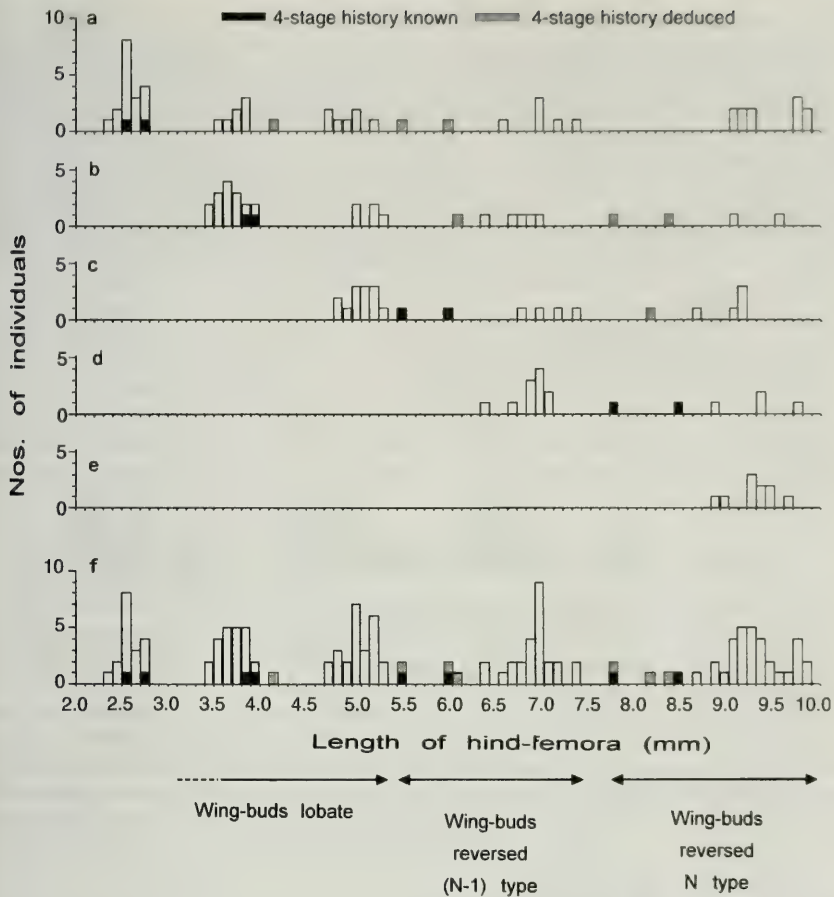 4-stage history known 4-stage history deduced
a
10
5
0
b
5
0
c
5
0
d
5
0
e
5
0
f
10
5
0
2.0 2.5 3.0 3.5 4.0 4.5 5.0 5.5 6.0 6.5 7.0 7.5 8.0 8.5 9.0 9.5 10.0
Nos. of individuals
Length of hind-femora (mm)
Wing-buds lobate
Wing-buds
reversed
(N-1) type
Wing-buds
reversed
N type